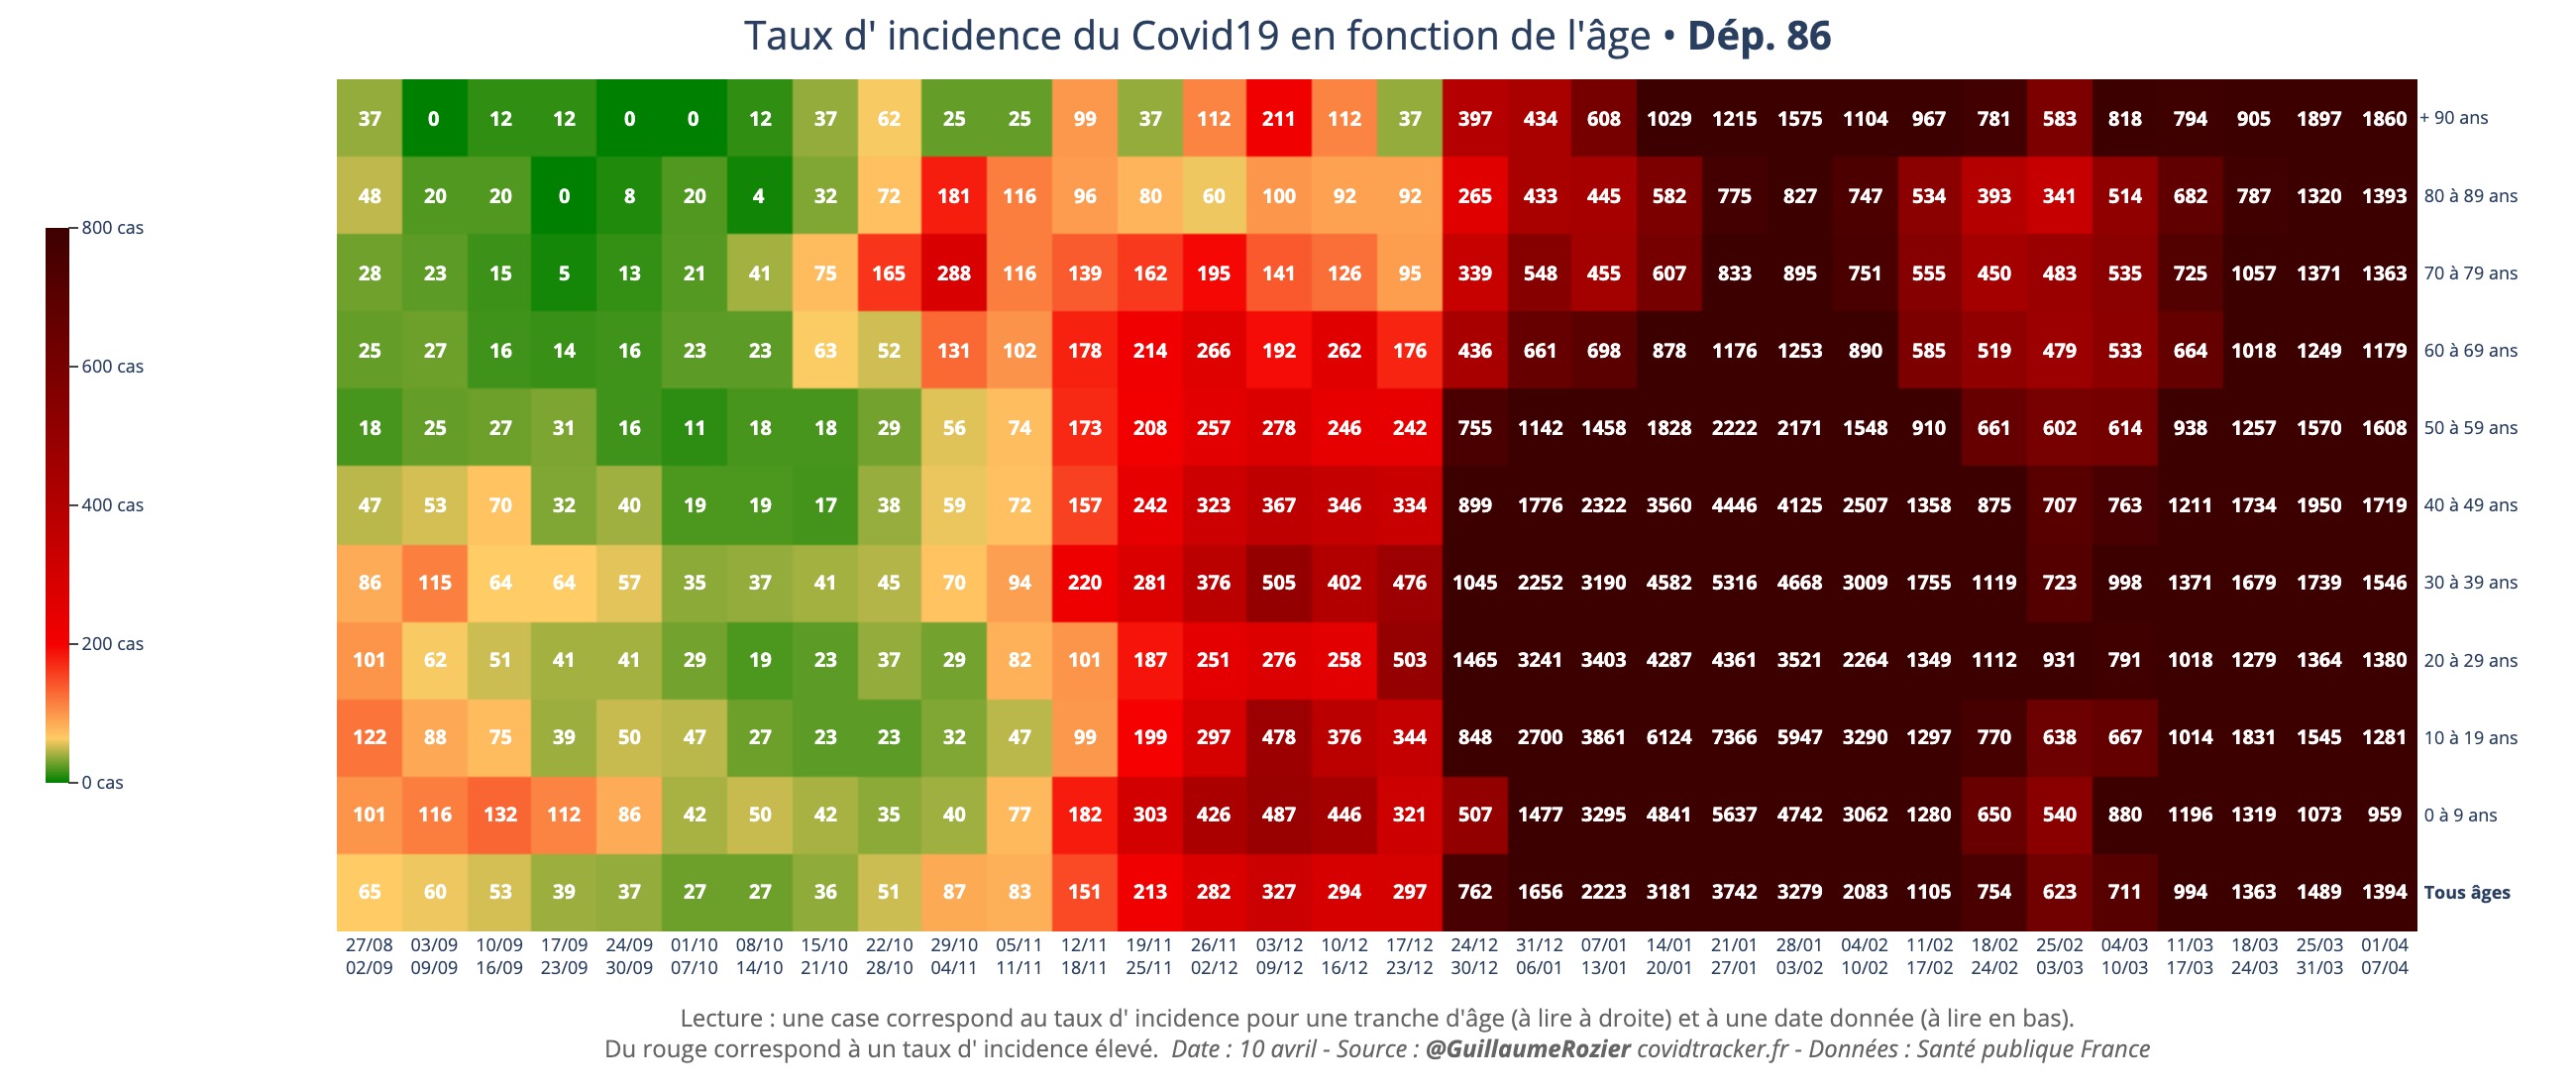 Taux d' incidence du Covid19 en fonction de l'âge • Dép. 86
37 0 12 12 0 0 12 37 62 25 25 99 37 112 211 112 37 397 434 608 1029 1215 1575 1104 967 781 583 818 794 905 1897 1860 + 90 ans
48 20 20 0 8 20 4 32 72 181 116 96 80 60 100 92 92 265 433 445 582 775 827 747 534 393 341 514 682 787 1320 1393 80 à 89 ans
28 23 15 5 13 21 41 75 165 288 116 139 162 195 141 126 95 339 548 455 607 833 895 751 555 450 483 535 725 1057 1371 1363 70 à 79 ans
25 27 16 14 16 23 23 63 52 131 102 178 214 266 192 262 176 436 661 698 878 1176 1253 890 585 519 479 533 664 1018 1249 1179 60 à 69 ans
18 25 27 31 16 11 18 18 29 56 74 173 208 257 278 246 242 755 1142 1458 1828 2222 2171 1548 910 661 602 614 938 1257 1570 1608 50 à 59 ans
47 53 70 32 40 19 19 17 38 59 72 157 242 323 367 346 334 899 1776 2322 3560 4446 4125 2507 1358 875 707 763 1211 1734 1950 1719 40 à 49 ans
86 115 64 64 57 35 37 41 45 70 94 220 281 376 505 402 476 1045 2252 3190 4582 5316 4668 3009 1755 1119 723 998 1371 1679 1739 1546 30 à 39 ans
101 62 51 41 41 29 19 23 37 29 82 101 187 251 276 258 503 1465 3241 3403 4287 4361 3521 2264 1349 1112 931 791 1018 1279 1364 1380 20 à 29 ans
122 88 75 39 50 47 27 23 23 32 47 99 199 297 478 376 344 848 2700 3861 6124 7366 5947 3290 1297 770 638 667 1014 1831 1545 1281 10 à 19 ans
101 116 132 112 86 42 50 42 35 40 77 182 303 426 487 446 321 507 1477 3295 4841 5637 4742 3062 1280 650 540 880 1196 1319 1073 959 0 à 9 ans
65 60 53 39 37 27 27 36 51 87 83 151 213 282 327 294 297 762 1656 2223 3181 3742 3279 2083 1105 754 623 711 994 1363 1489 1394 Tous âges
27/08 03/09 10/09 17/09 24/09 01/10 08/10 15/10 22/10 29/10 05/11 12/11 19/11 26/11 03/12 10/12 17/12 24/12 31/12 07/01 14/01 21/01 28/01 04/02 11/02 18/02 25/02 04/03 11/03 18/03 25/03 01/04
02/09 09/09 16/09 23/09 30/09 07/10 14/10 21/10 28/10 04/11 11/11 18/11 25/11 02/12 09/12 16/12 23/12 30/12 06/01 13/01 20/01 27/01 03/02 10/02 17/02 24/02 03/03 10/03 17/03 24/03 31/03 07/04
800 cas
600 cas
400 cas
200 cas
0 cas
Lecture : une case correspond au taux d' incidence pour une tranche d'âge (à lire à droite) et à une date donnée (à lire en bas).
Du rouge correspond à un taux d' incidence élevé. Date : 10 avril - Source : @GuillaumeRozier covidtracker.fr - Données : Santé publique France